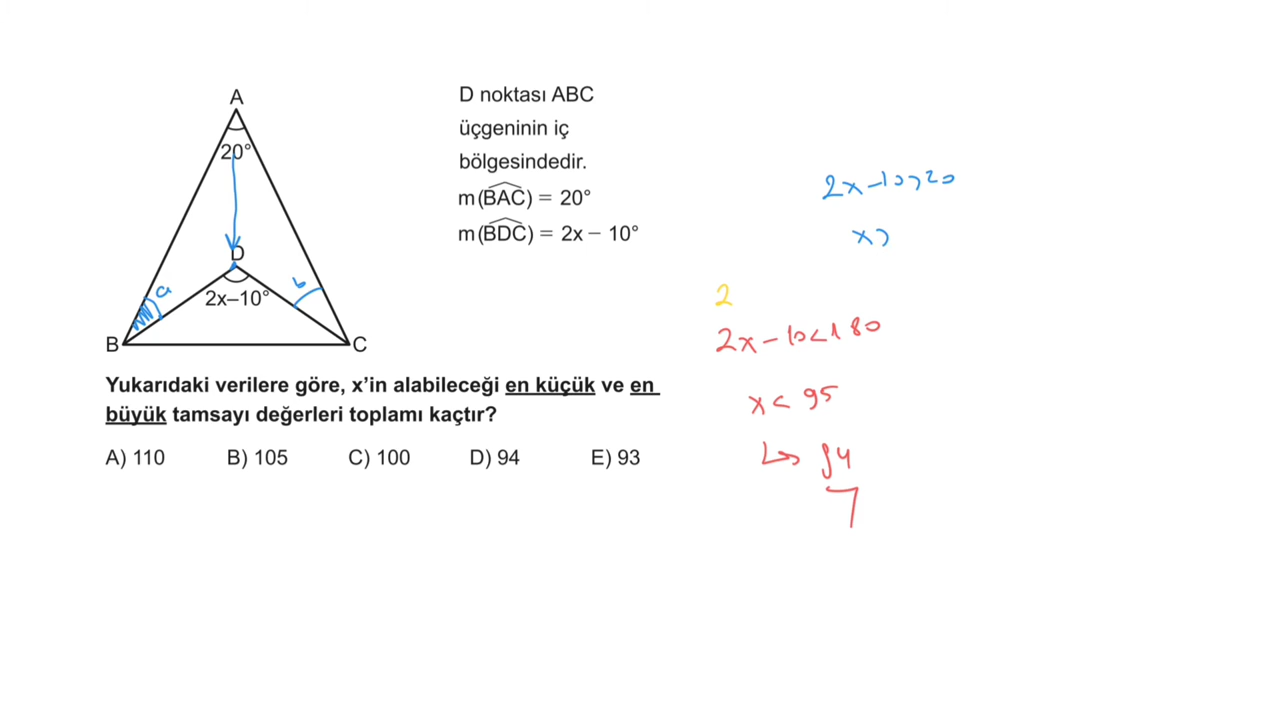 A
20°
D
a
b
2x–10°
B
C
D noktası ABC
üçgeninin iç
bölgesindedir.
m(BAC) = 20°
m(BDC) = 2x – 10°
Yukarıdaki verilere göre, x'in alabileceği en küçük ve en
büyük tamsayı değerleri toplamı kaçtır?
A) 110 B) 105 C) 100 D) 94 E) 93
2x-10>20
x>
2
2x-10<180
x< 95
↳ 94